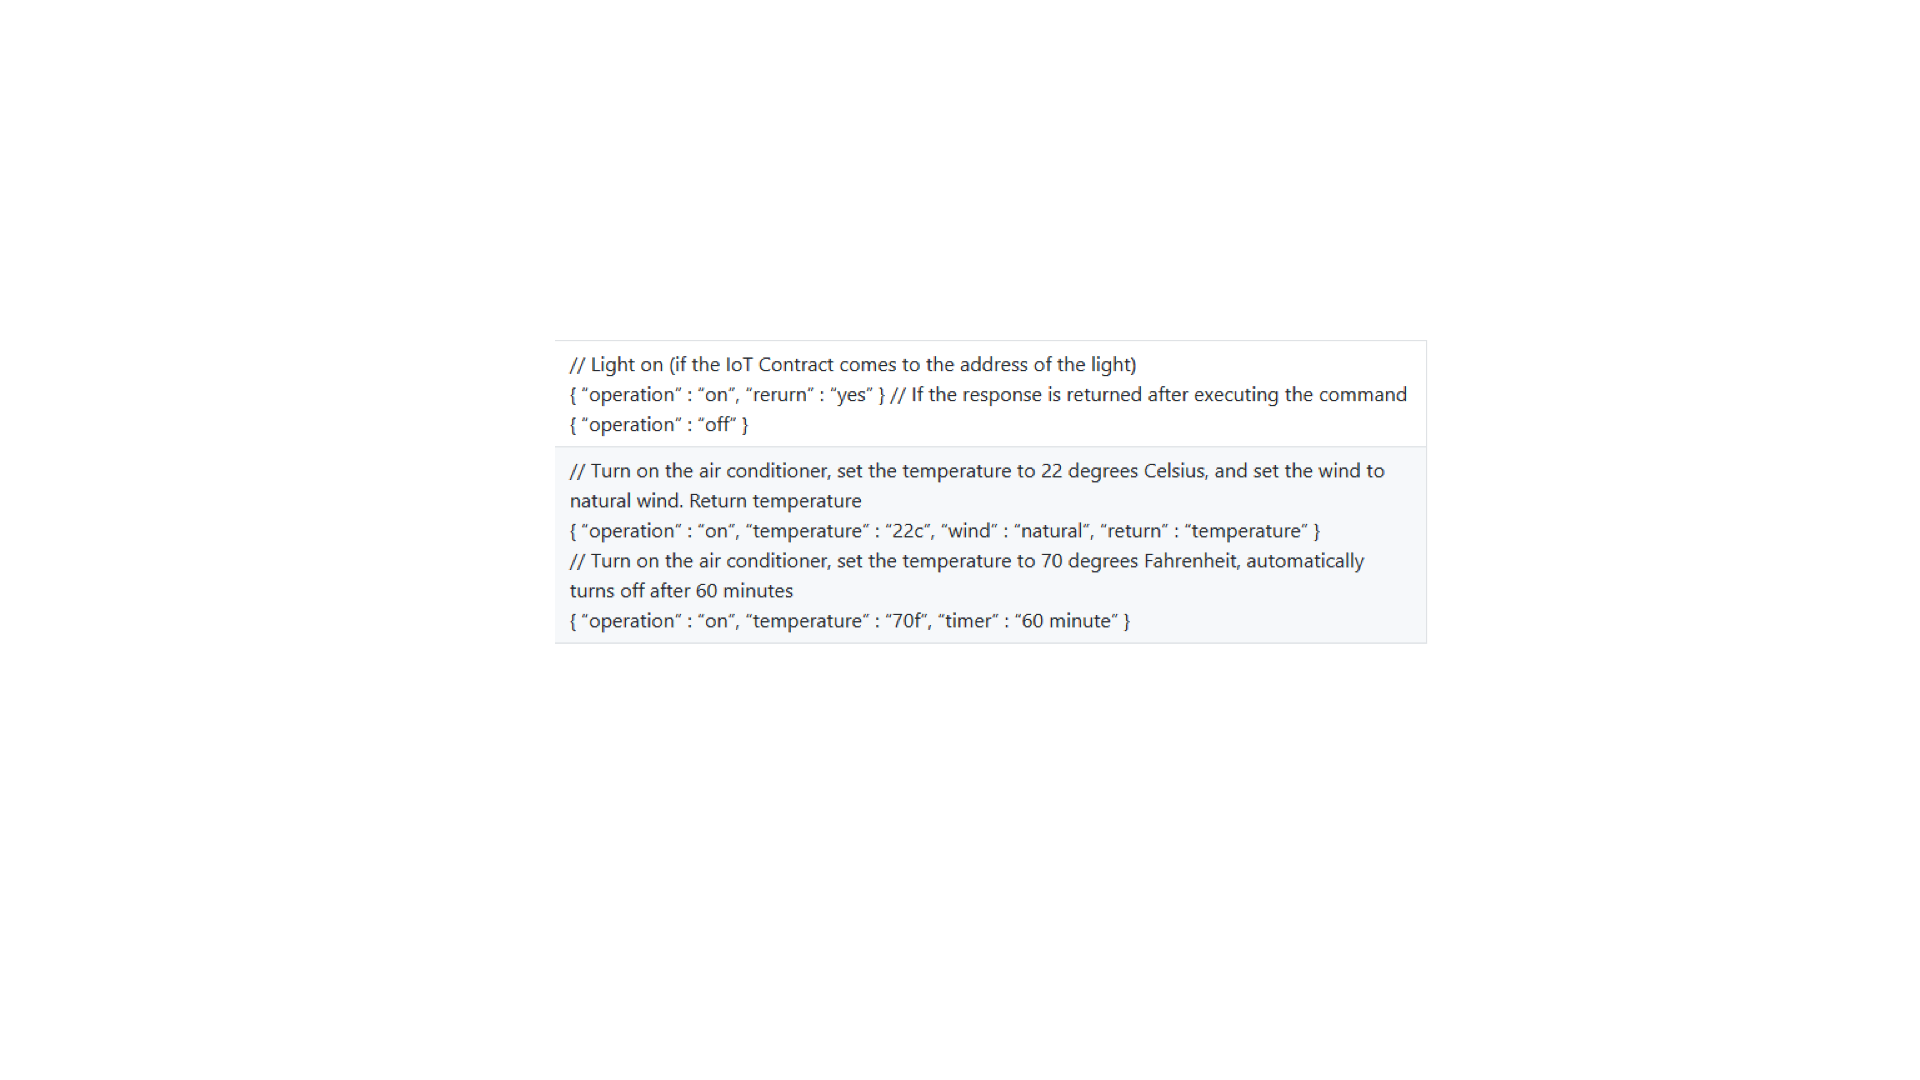 // Light on (if the IoT Contract comes to the address of the light)
{ “operation” : “on”, “rerurn” : “yes” } // If the response is returned after executing the command
{ “operation” : “off” }
// Turn on the air conditioner, set the temperature to 22 degrees Celsius, and set the wind to
natural wind. Return temperature
{ “operation” : “on”, “temperature” : “22c”, “wind” : “natural”, “return” : “temperature” }
// Turn on the air conditioner, set the temperature to 70 degrees Fahrenheit, automatically
turns off after 60 minutes
{ “operation” : “on”, “temperature” : “70f”, “timer” : “60 minute” }